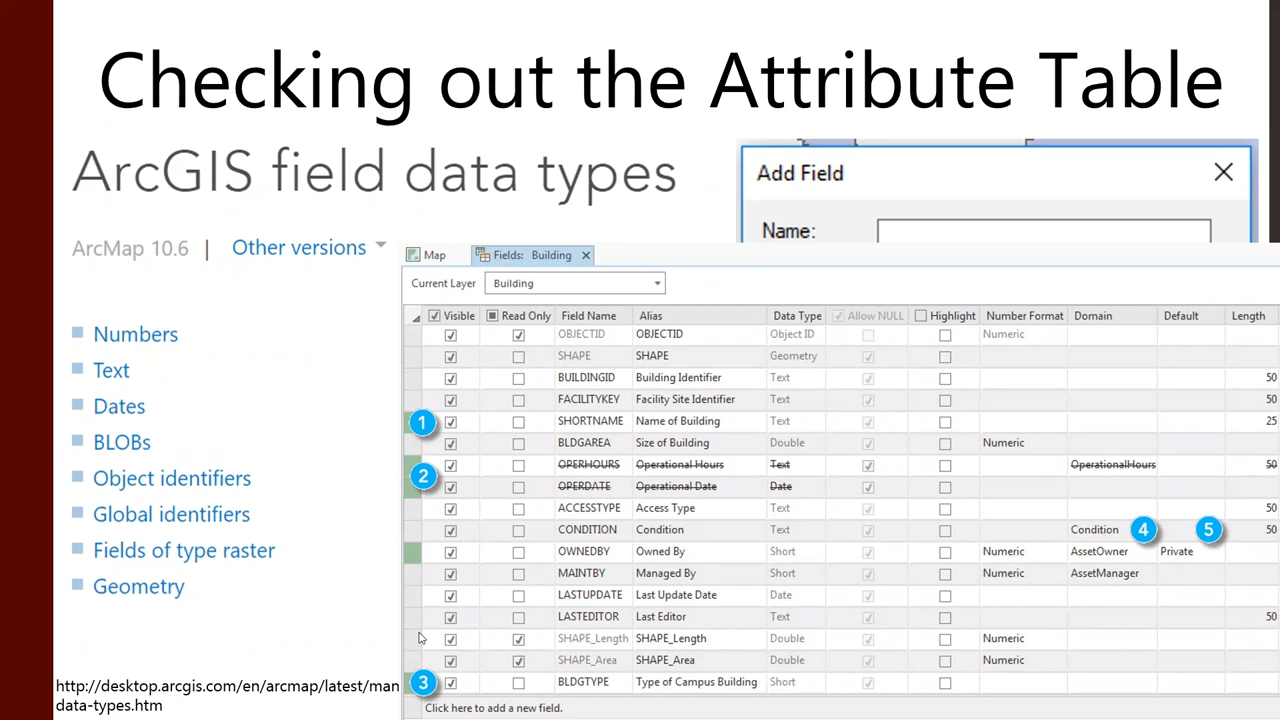 Checking out the Attribute Table
ArcGIS field data types
Add Field
Name:
ArcMap 10.6 | Other versions
Numbers
Text
Dates
BLOBs
Object identifiers
Global identifiers
Fields of type raster
Geometry
http://desktop.arcgis.com/en/arcmap/latest/man
data-types.htm
Map Fields: Building
Current Layer Building
Visible Read Only Field Name Alias Data Type Allow NULL Highlight Number Format Domain Default Length
OBJECTID OBJECTID Object ID Numeric
SHAPE SHAPE Geometry
BUILDINGID Building Identifier Text 50
FACILITYKEY Facility Site Identifier Text 50
1 SHORTNAME Name of Building Text 25
BLDGAREA Size of Building Double Numeric
2 OPERHOURS Operational Hours Text OperationalHours 50
OPERDATE Operational Date Date
ACCESSTYPE Access Type Text 50
CONDITION Condition Text Condition 4 5 50
OWNEDBY Owned By Short Numeric AssetOwner Private
MAINTBY Managed By Short Numeric AssetManager
LASTUPDATE Last Update Date Date
LASTEDITOR Last Editor Text 50
SHAPE_Length SHAPE_Length Double Numeric
SHAPE_Area SHAPE_Area Double Numeric
3 BLDGTYPE Type of Campus Building Short
Click here to add a new field.